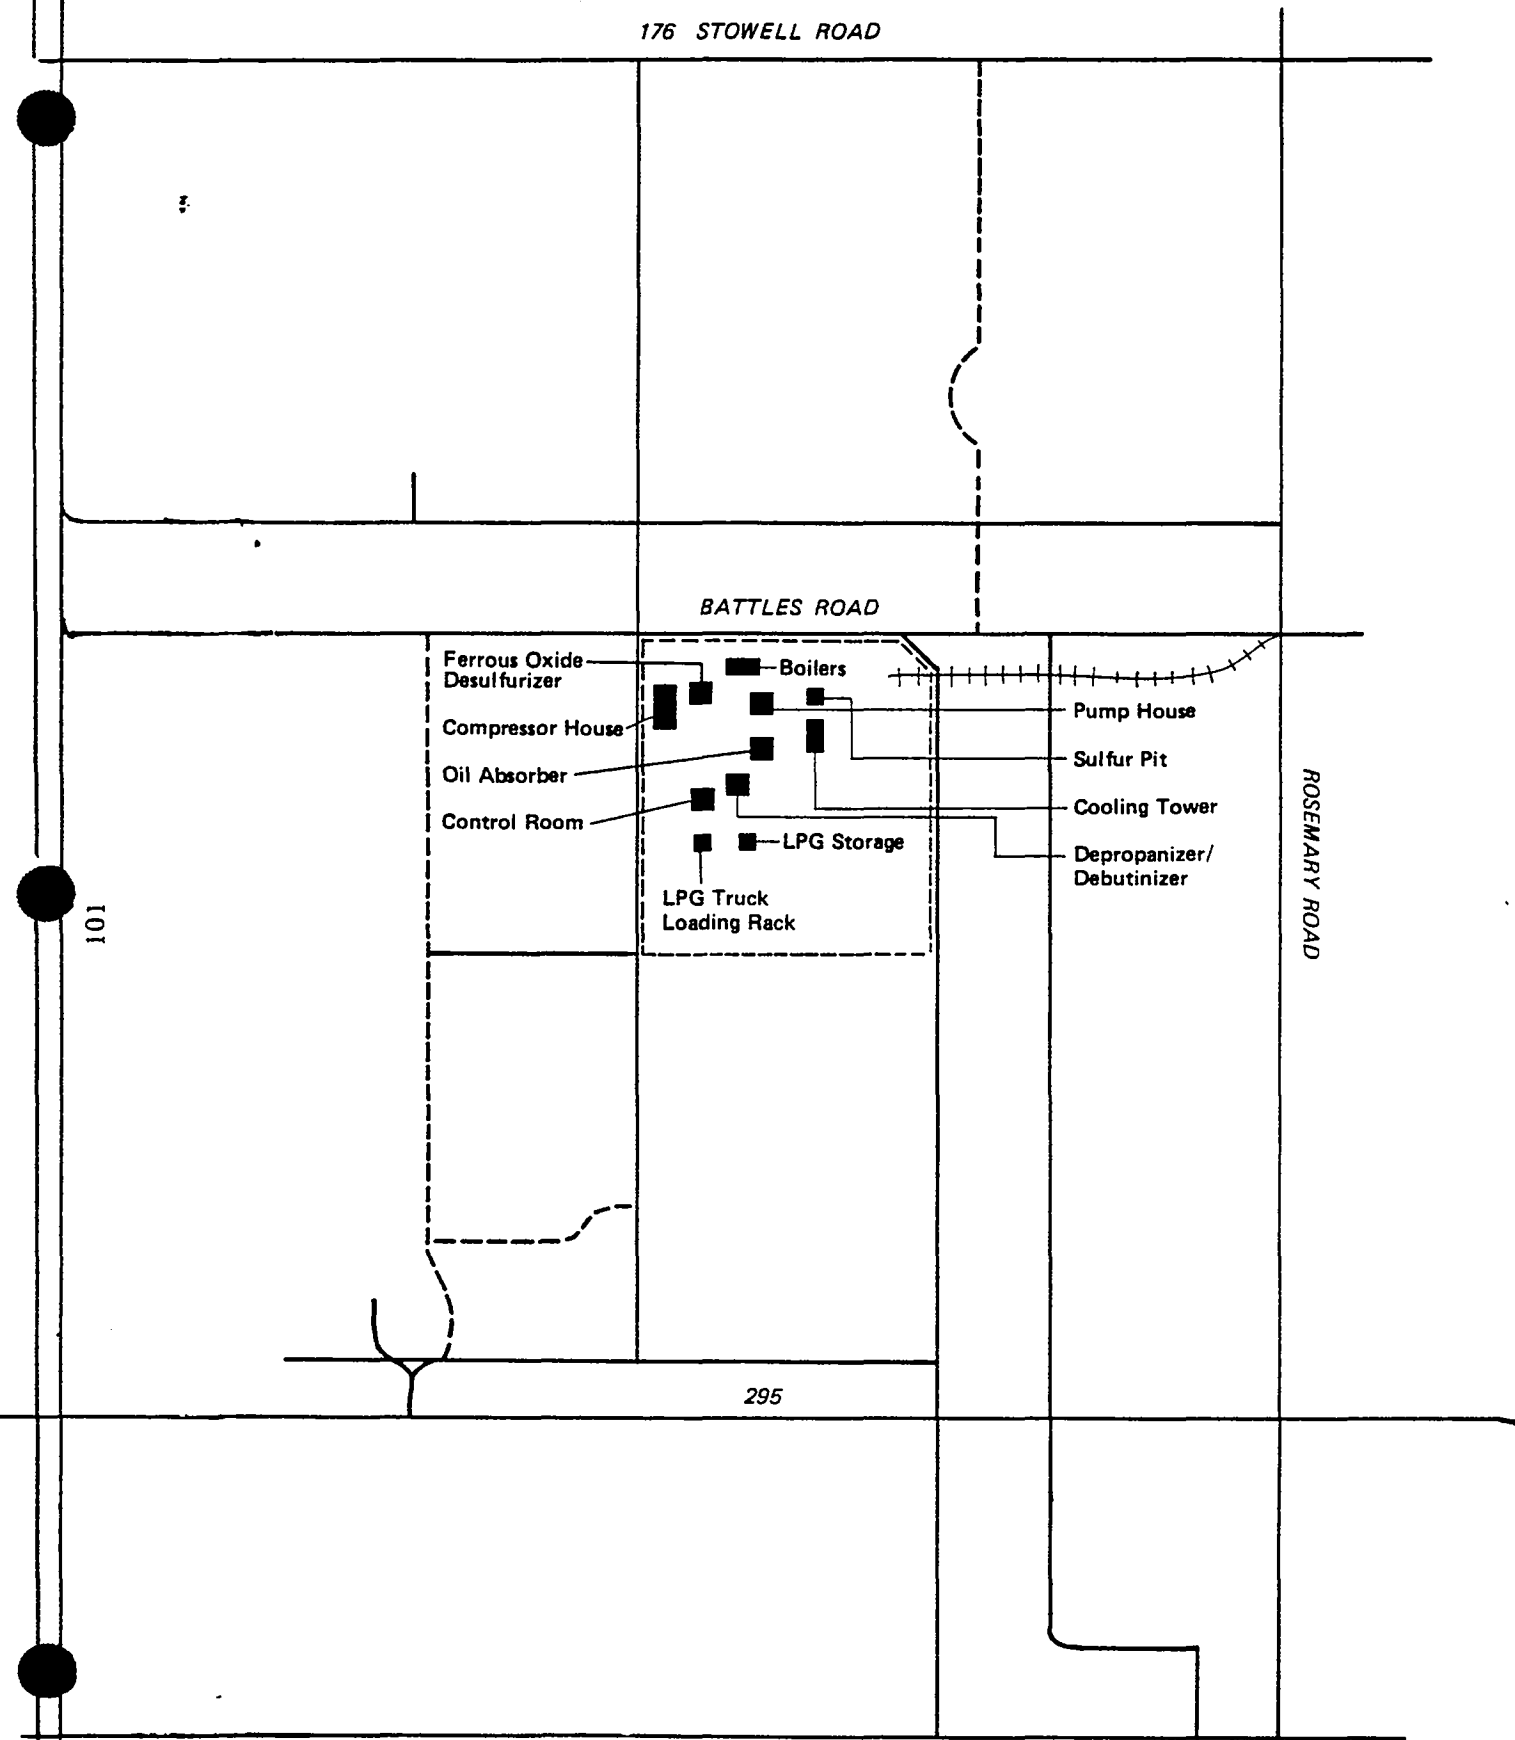 176 STOWELL ROAD
BATTLES ROAD
Ferrous Oxide
Desulfurizer
Boilers
Compressor House
Pump House
Oil Absorber
Sulfur Pit
Control Room
Cooling Tower
LPG Storage
Depropanizer/
Debutinizer
LPG Truck
Loading Rack
ROSEMARY ROAD
101
295